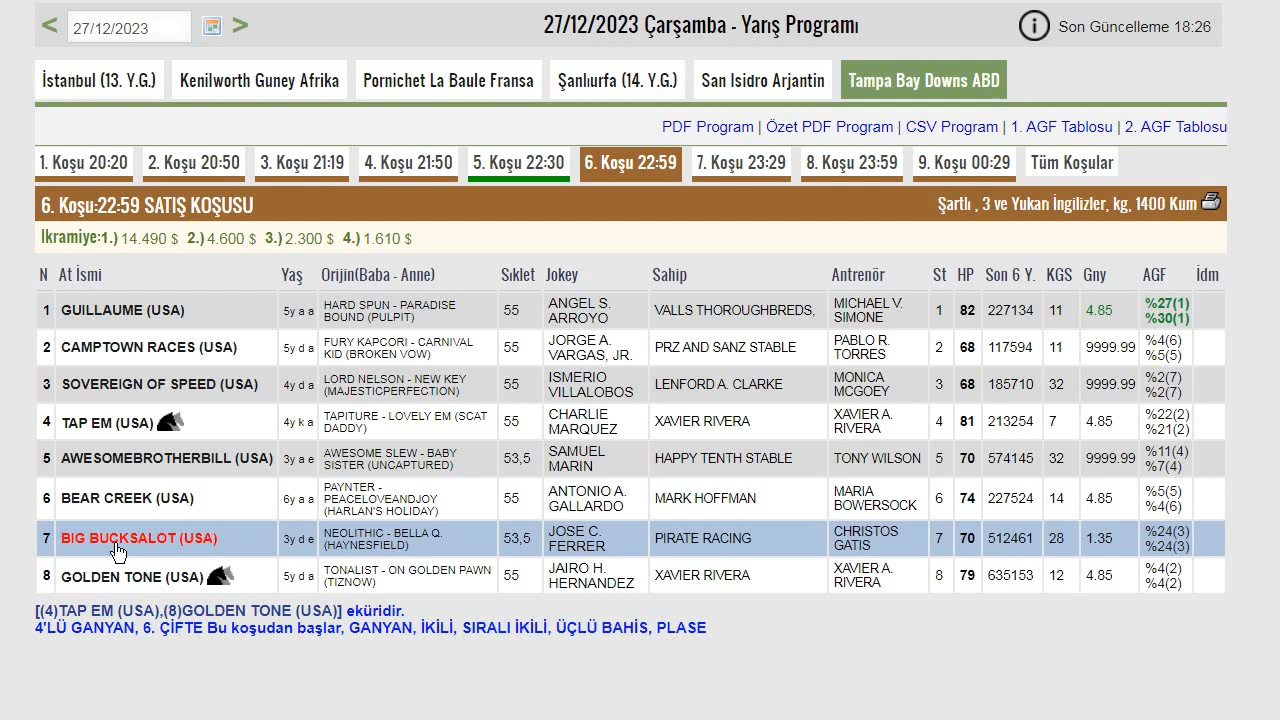 < 27/12/2023 > 27/12/2023 Çarşamba - Yarış Programı Son Güncelleme 18:26
İstanbul (13. Y.G.) Kenilworth Guney Afrika Pornichet La Baule Fransa Şanlıurfa (14. Y.G.) San Isidro Arjantin Tampa Bay Downs ABD
PDF Program | Özet PDF Program | CSV Program | 1. AGF Tablosu | 2. AGF Tablosu
1. Koşu 20:20 2. Koşu 20:50 3. Koşu 21:19 4. Koşu 21:50 5. Koşu 22:30 6. Koşu 22:59 7. Koşu 23:29 8. Koşu 23:59 9. Koşu 00:29 Tüm Koşular
6. Koşu:22:59 SATIŞ KOŞUSU Şartlı , 3 ve Yukarı İngilizler, kg, 1400 Kum
İkramiye:1.) 14.490 $ 2.) 4.600 $ 3.) 2.300 $ 4.) 1.610 $
N At İsmi Yaş Orijin(Baba - Anne) Sıklet Jokey Sahip Antrenör St HP Son 6 Y. KGS Gny AGF İdm
1 GUILLAUME (USA) 5y a a HARD SPUN - PARADISE BOUND (PULPIT) 55 ANGEL S. ARROYO VALLS THOROUGHBREDS, MICHAEL V. SIMONE 1 82 227134 11 4.85 %27(1) %30(1)
2 CAMPTOWN RACES (USA) 5y d a FURY KAPCORI - CARNIVAL KID (BROKEN VOW) 55 JORGE A. VARGAS, JR. PRZ AND SANZ STABLE PABLO R. TORRES 2 68 117594 11 9999.99 %4(6) %5(5)
3 SOVEREIGN OF SPEED (USA) 4y d a LORD NELSON - NEW KEY (MAJESTICPERFECTION) 55 ISMERIO VILLALOBOS LENFORD A. CLARKE MONICA MCGOEY 3 68 185710 32 9999.99 %2(7) %2(7)
4 TAP EM (USA) 4y k a TAPITURE - LOVELY EM (SCAT DADDY) 55 CHARLIE MARQUEZ XAVIER RIVERA XAVIER A. RIVERA 4 81 213254 7 4.85 %22(2) %21(2)
5 AWESOMEBROTHERBILL (USA) 3y a e AWESOME SLEW - BABY SISTER (UNCAPTURED) 53,5 SAMUEL MARIN HAPPY TENTH STABLE TONY WILSON 5 70 574145 32 9999.99 %11(4) %7(4)
6 BEAR CREEK (USA) 6y a a PAYNTER - PEACELOVEANDJOY (HARLAN'S HOLIDAY) 55 ANTONIO A. GALLARDO MARK HOFFMAN MARIA BOWERSOCK 6 74 227524 14 4.85 %5(5) %4(6)
7 BIG BUCKSALOT (USA) 3y d e NEOLITHIC - BELLA Q. (HAYNESFIELD) 53,5 JOSE C. FERRER PIRATE RACING CHRISTOS GATIS 7 70 512461 28 1.35 %24(3) %24(3)
8 GOLDEN TONE (USA) 5y d a TONALIST - ON GOLDEN PAWN (TIZNOW) 55 JAIRO H. HERNANDEZ XAVIER RIVERA XAVIER A. RIVERA 8 79 635153 12 4.85 %4(2) %4(2)
[(4)TAP EM (USA),(8)GOLDEN TONE (USA)] eküridir.
4'LÜ GANYAN, 6. ÇİFTE Bu koşudan başlar, GANYAN, İKİLİ, SIRALI İKİLİ, ÜÇLÜ BAHİS, PLASE